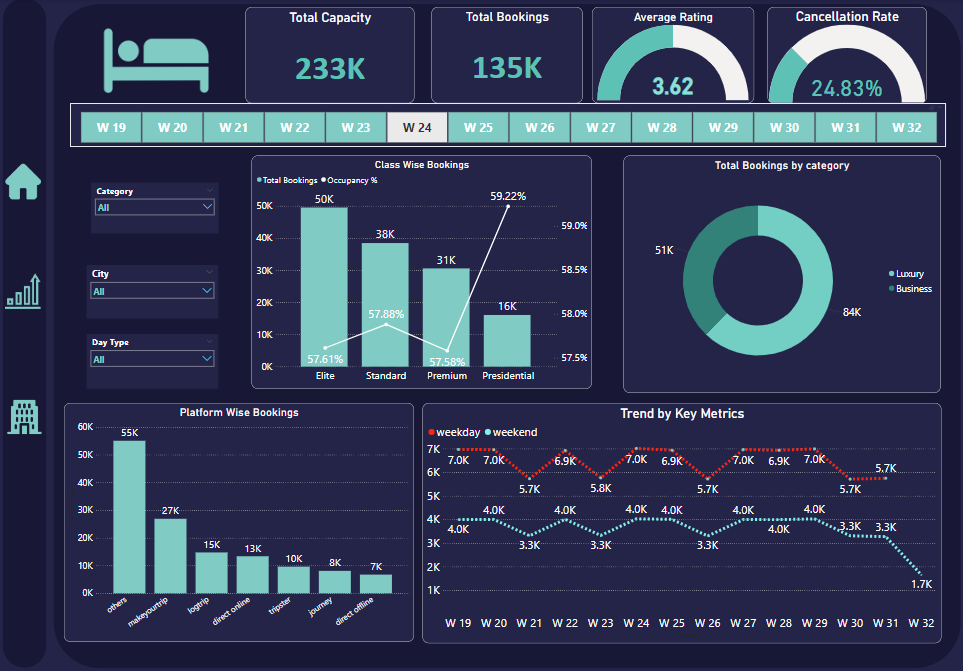 Total Capacity
233K
Total Bookings
135K
Average Rating
3.62
Cancellation Rate
24.83%
W 19 W 20 W 21 W 22 W 23 W 24 W 25 W 26 W 27 W 28 W 29 W 30 W 31 W 32
Category
All
City
All
Day Type
All
Class Wise Bookings
Total Bookings Occupancy %
50K
40K
30K
20K
10K
0K
50K
38K
31K
16K
57.61%
57.88%
57.58%
59.22%
59.0%
58.5%
58.0%
57.5%
Elite Standard Premium Presidential
Total Bookings by category
51K
84K
Luxury
Business
Platform Wise Bookings
60K
50K
40K
30K
20K
10K
0K
55K
27K
15K
13K
10K
8K
7K
others makeyourtrip logtrip direct online tripster journey direct offline
Trend by Key Metrics
weekday weekend
7K
6K
5K
4K
3K
2K
1K
7.0K 7.0K 5.7K 6.9K 5.8K 7.0K 6.9K 5.7K 7.0K 6.9K 7.0K 5.7K 5.7K
4.0K 4.0K 3.3K 4.0K 3.3K 4.0K 4.0K 3.3K 4.0K 4.0K 4.0K 3.3K 3.3K 1.7K
W 19 W 20 W 21 W 22 W 23 W 24 W 25 W 26 W 27 W 28 W 29 W 30 W 31 W 32